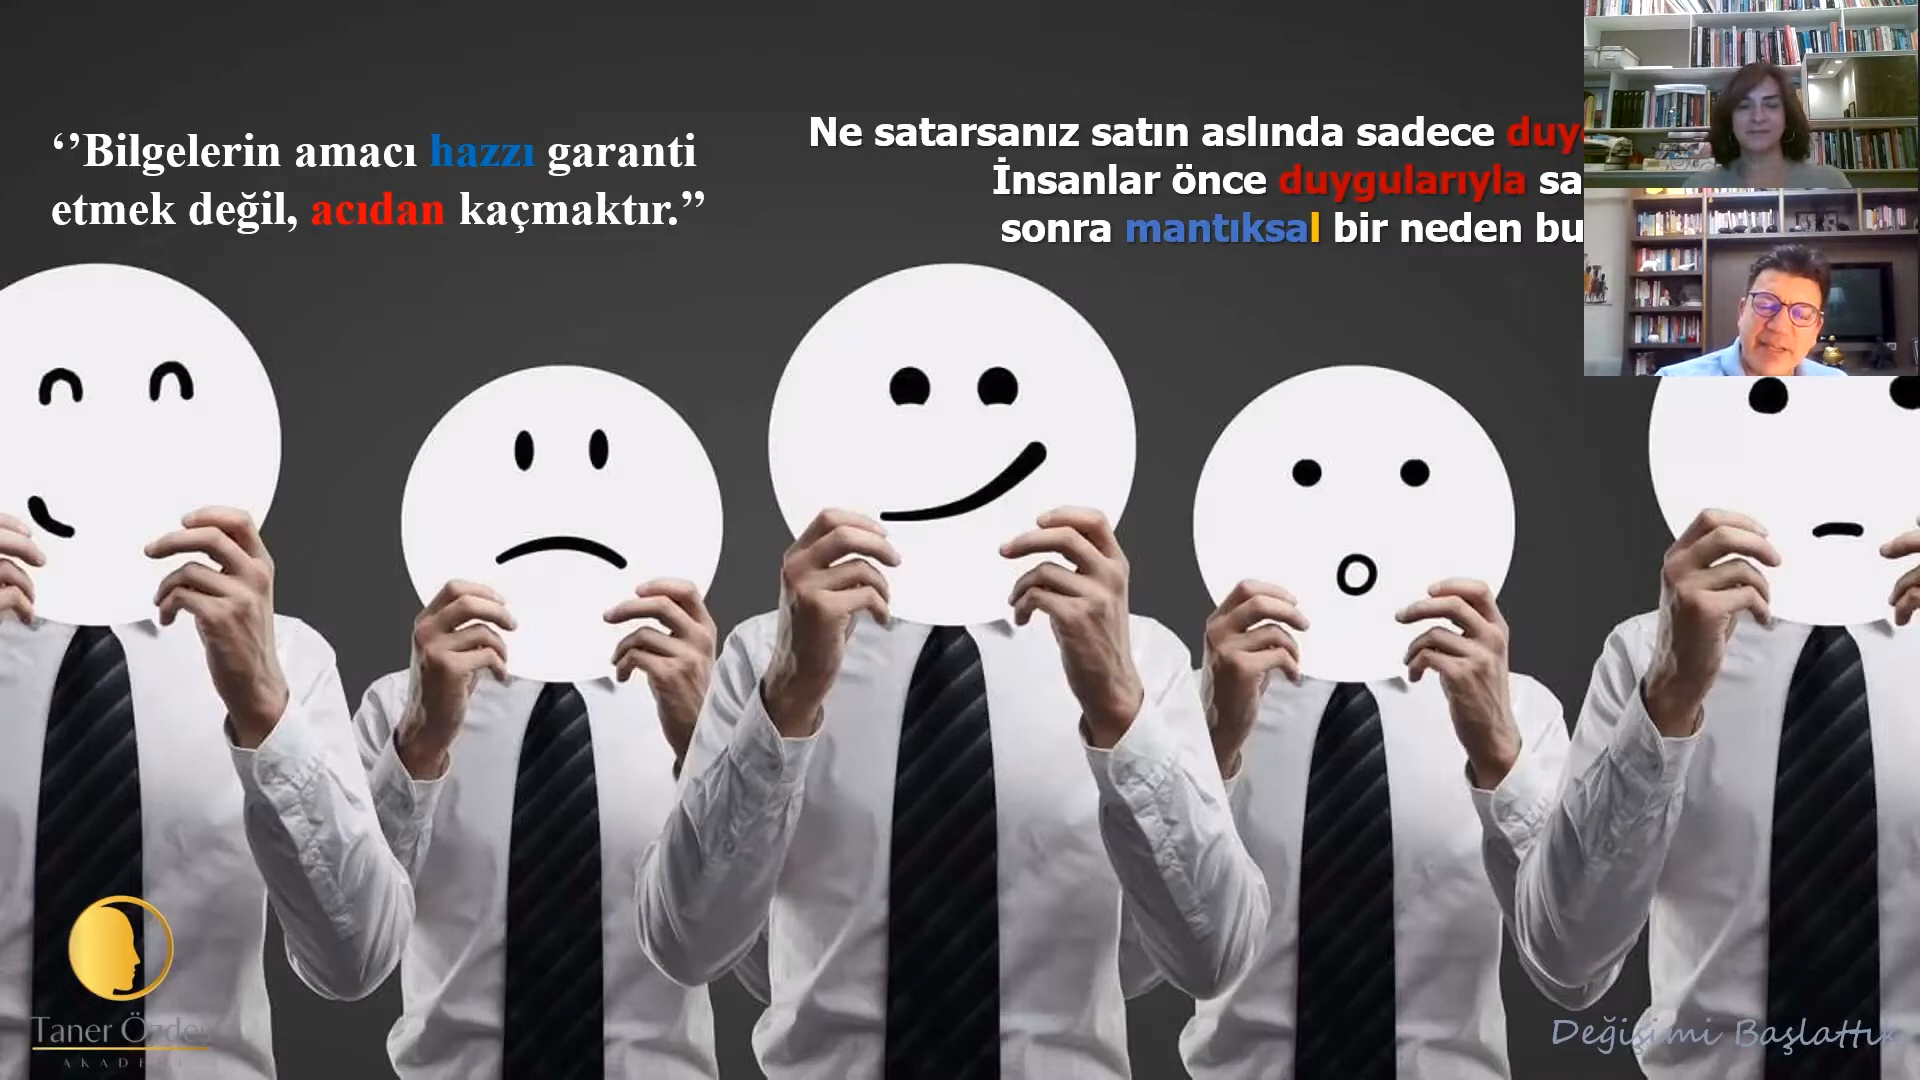 ‘’Bilgelerin amacı hazzı garanti
etmek değil, acıdan kaçmaktır.’’
Ne satarsanız satın aslında sadece
İnsanlar önce duygularıyla
sonra mantıksal bir neden
Taner
Değişimi